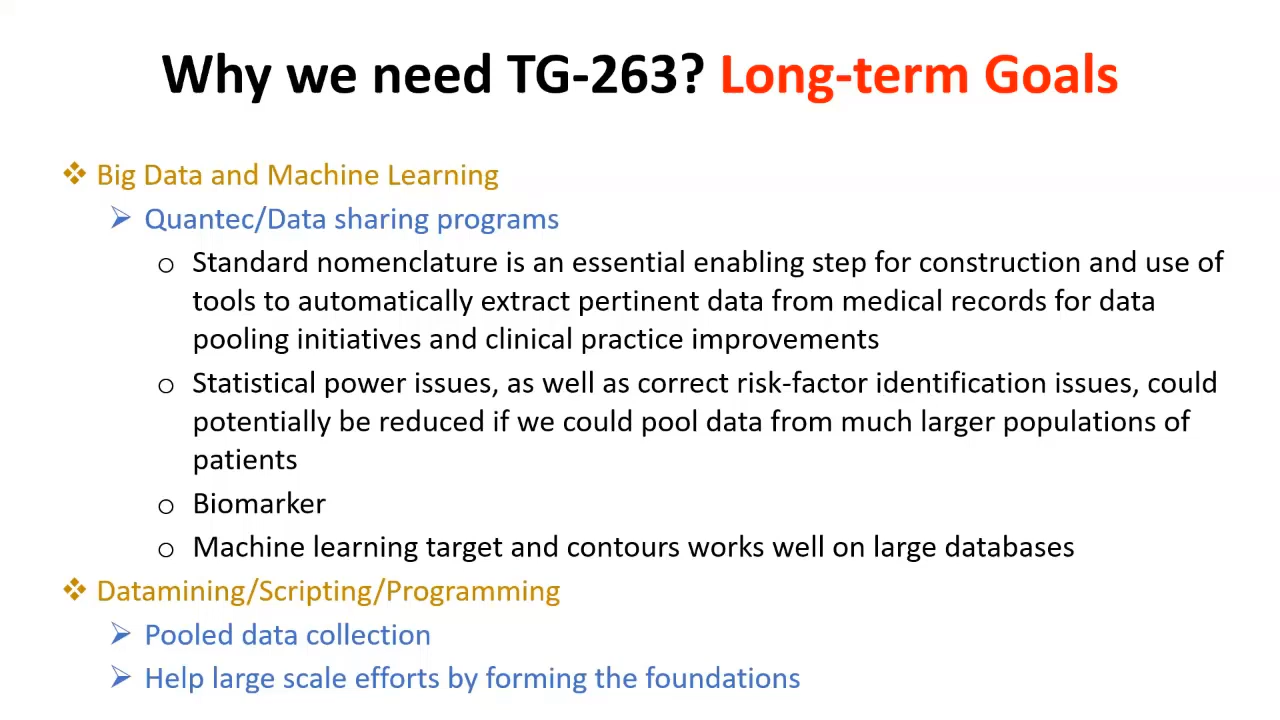 Why we need TG-263? Long-term Goals
❖ Big Data and Machine Learning
➢ Quantec/Data sharing programs
o Standard nomenclature is an essential enabling step for construction and use of
tools to automatically extract pertinent data from medical records for data
pooling initiatives and clinical practice improvements
o Statistical power issues, as well as correct risk-factor identification issues, could
potentially be reduced if we could pool data from much larger populations of
patients
o Biomarker
o Machine learning target and contours works well on large databases
❖ Datamining/Scripting/Programming
➢ Pooled data collection
➢ Help large scale efforts by forming the foundations